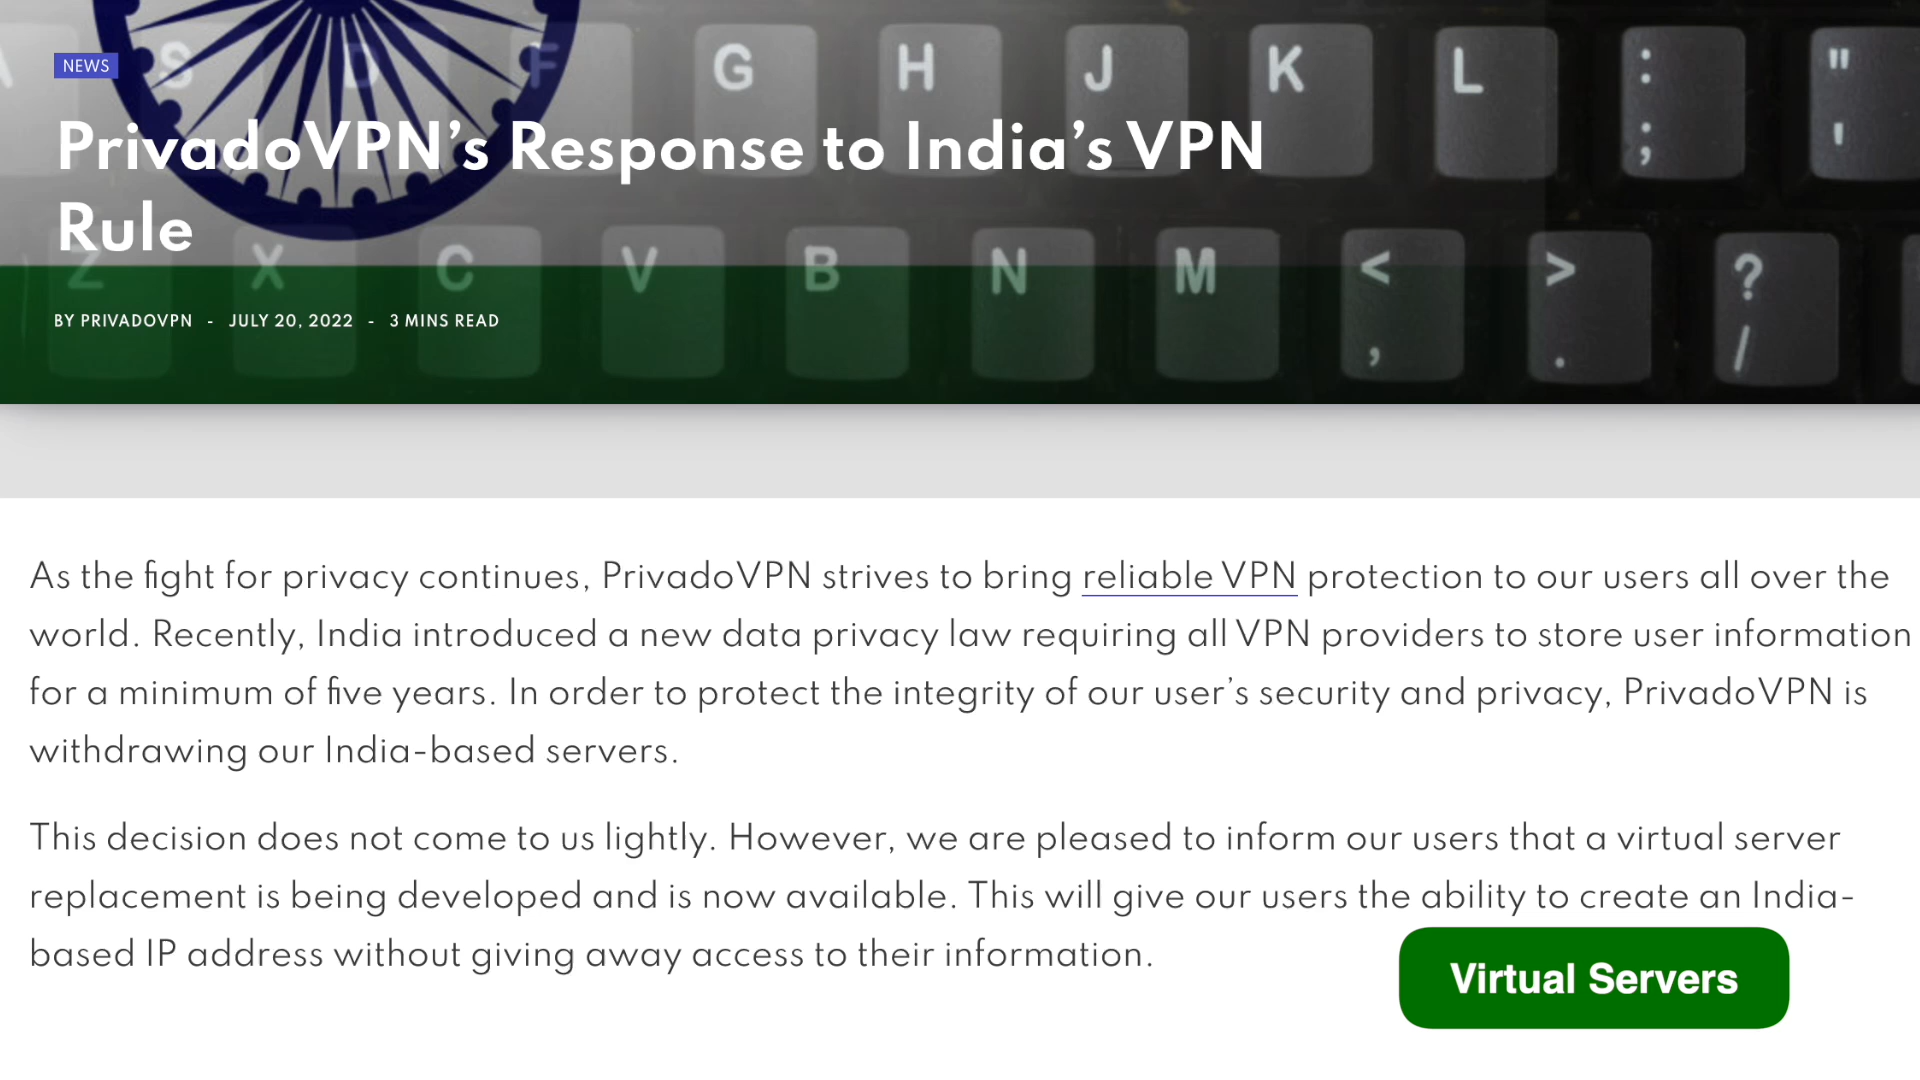 NEWS
A S D F G H J K L : ; " '
PrivadoVPN’s Response to India’s VPN
Rule
Z X C V B N M < , > . ? /
BY PRIVADOVPN - JULY 20, 2022 - 3 MINS READ
As the fight for privacy continues, PrivadoVPN strives to bring reliable VPN protection to our users all over the
world. Recently, India introduced a new data privacy law requiring all VPN providers to store user information
for a minimum of five years. In order to protect the integrity of our user’s security and privacy, PrivadoVPN is
withdrawing our India-based servers.
This decision does not come to us lightly. However, we are pleased to inform our users that a virtual server
replacement is being developed and is now available. This will give our users the ability to create an India-
based IP address without giving away access to their information.
Virtual Servers